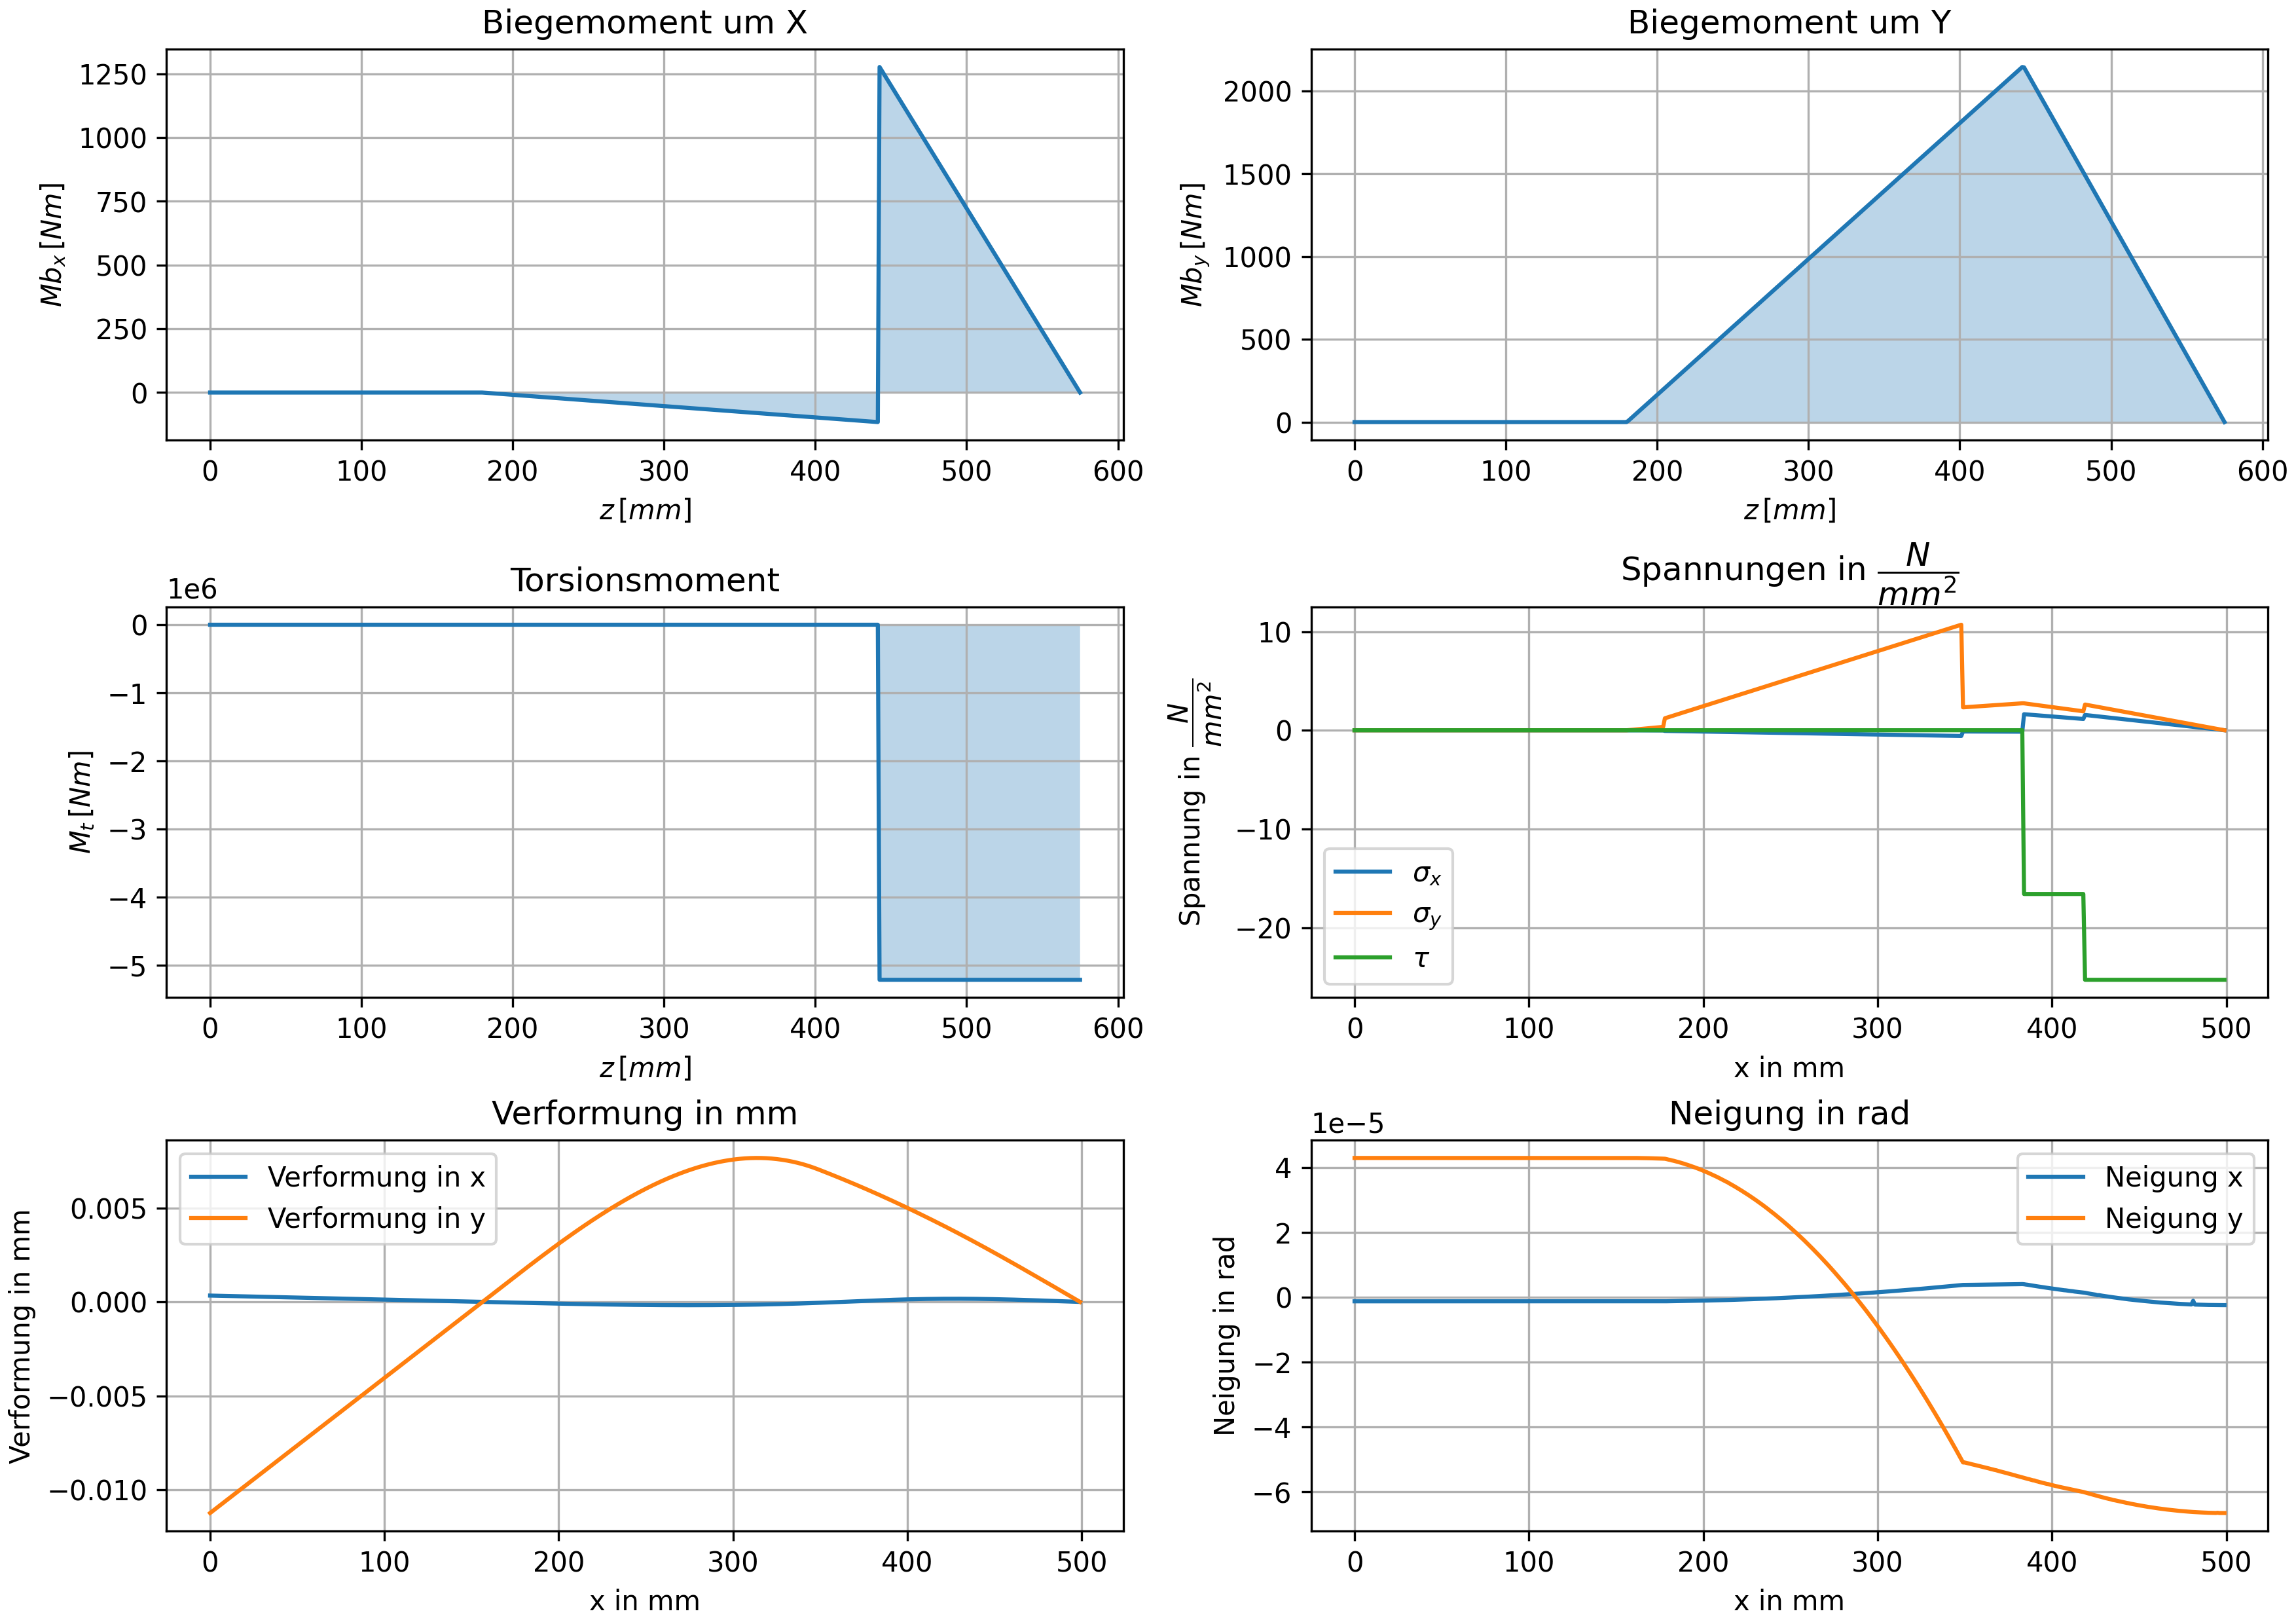 Biegemoment um X
1250
1000
750
500
250
0
Mb_x [Nm]
0 100 200 300 400 500 600
z [mm]
Biegemoment um Y
2000
1500
1000
500
0
Mb_y [Nm]
0 100 200 300 400 500 600
z [mm]
Torsionsmoment
1e6
0
−1
−2
−3
−4
−5
M_t [Nm]
0 100 200 300 400 500 600
z [mm]
Spannungen in N/mm²
10
0
−10
−20
Spannung in N/mm²
σ_x
σ_y
τ
0 100 200 300 400 500
x in mm
Verformung in mm
0.005
0.000
−0.005
−0.010
Verformung in mm
Verformung in x
Verformung in y
0 100 200 300 400 500
x in mm
Neigung in rad
1e−5
4
2
0
−2
−4
−6
Neigung in rad
Neigung x
Neigung y
0 100 200 300 400 500
x in mm